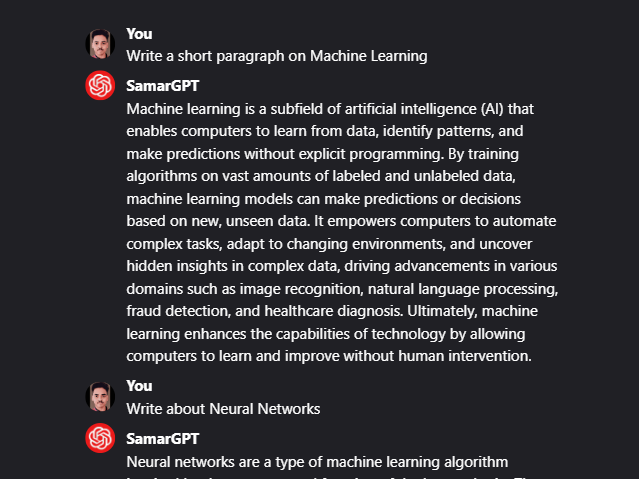 You
Write a short paragraph on Machine Learning
SamarGPT
Machine learning is a subfield of artificial intelligence (AI) that
enables computers to learn from data, identify patterns, and
make predictions without explicit programming. By training
algorithms on vast amounts of labeled and unlabeled data,
machine learning models can make predictions or decisions
based on new, unseen data. It empowers computers to automate
complex tasks, adapt to changing environments, and uncover
hidden insights in complex data, driving advancements in various
domains such as image recognition, natural language processing,
fraud detection, and healthcare diagnosis. Ultimately, machine
learning enhances the capabilities of technology by allowing
computers to learn and improve without human intervention.
You
Write about Neural Networks
SamarGPT
Neural networks are a type of machine learning algorithm